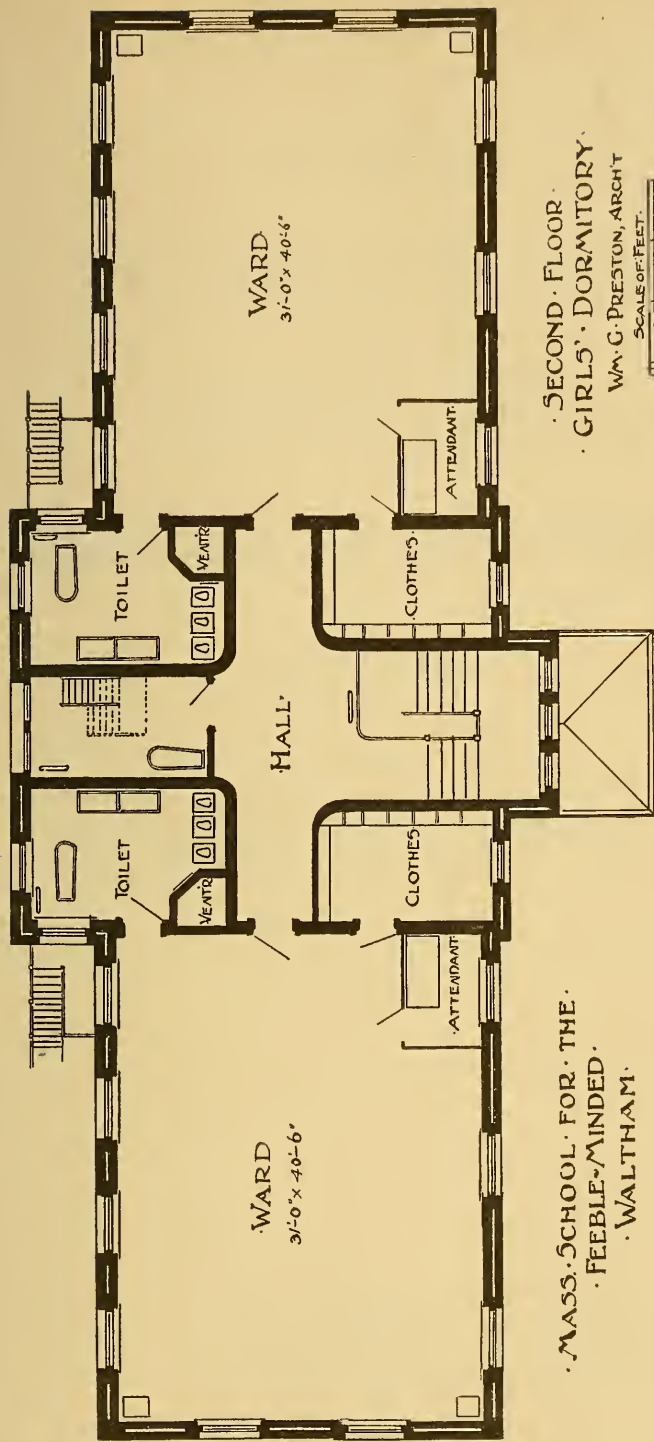 ·MASS.·SCHOOL·FOR·THE·
·FEEBLE-MINDED·
·WALTHAM·
·SECOND·FLOOR·
·GIRLS'·DORMITORY·
WM·G·PRESTON, ARCH'T
SCALE OF FEET.
·WARD
31'-0" x 40'-6"
TOILET
VENT'R
·HALL·
·CLOTHES·
·ATTENDANT·
TOILET
VENT'R
·CLOTHES·
·ATTENDANT·
WARD·
31'-0" x 40'-6"